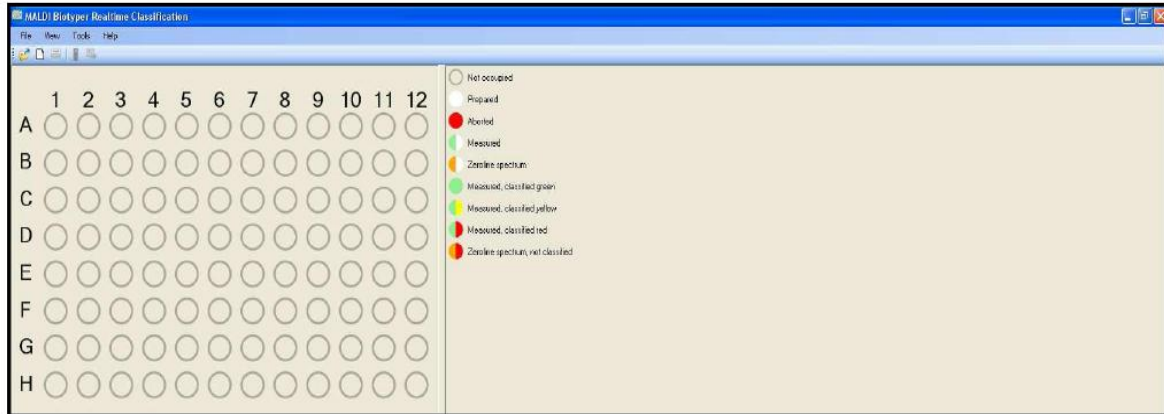 MALDI Biotyper Realtime Classification
File View Tools Help
1 2 3 4 5 6 7 8 9 10 11 12
A
B
C
D
E
F
G
H
Not occupied
Prepared
Aborted
Measured
Zeroline spectrum
Measured, classified green
Measured, classified yellow
Measured, classified red
Zeroline spectrum, not classified